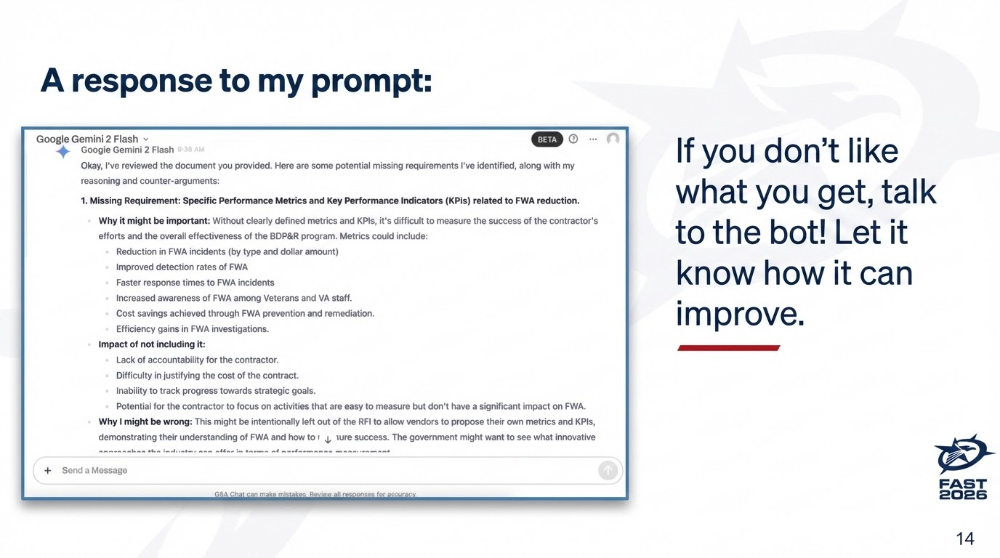 A response to my prompt:
Google Gemini 2 Flash
BETA
Googie Gemini 2 Flash 9:38 AM
Okay, I've reviewed the document you provided. Here are some potential missing requirements I've identified, along with my
reasoning and counter-arguments:
1. Missing Requirement: Specific Performance Metrics and Key Performance Indicators (KPis) related to FWA reduction.
Why it might be important: Without clearly defined metrics and KPIs, it's difficult to measure the success of the contractor's
efforts and the overall effectiveness of the BDP&R program. Metrics could include:
Reduction in FWA incidents (by type and dollar amount)
Improved detection rates of FWA
Faster response times to FWA incidents
Increased awareness of FWA among Veterans and VA staff.
Cost savings achieved through FWA prevention and remediation.
Efficiency gains in FWA investigations.
Impact of not including it:
Lack of accountability for the contractor.
Difficulty in justifying the cost of the contract.
Inability to track progress towards strategic goals.
Potential for the contractor to focus on activities that are easy to measure but don't have a significant impact on FWA.
Why I might be wrong: This might be intentionally left out of the RFI to allow vendors to propose their own metrics and KPIs,
demonstrating their understanding of FWA and how to success. The government might want to see what innovative
approaches the industry can offer in terms of performance measurement
+ Send a Message
GSA Chat can make mistakes. Review all responses for accuracy
If you don't like
what you get, talk
to the bot! Let it
know how it can
improve.
FAST
2026
14